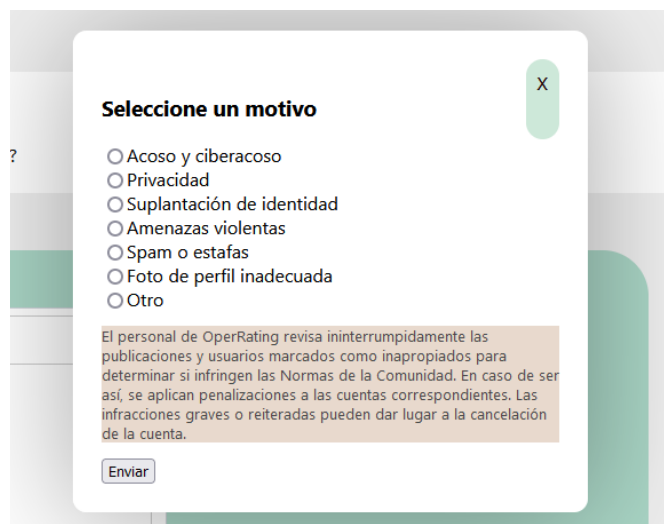 X
Seleccione un motivo
?
Acoso y ciberacoso
Privacidad
Suplantación de identidad
Amenazas violentas
Spam o estafas
Foto de perfil inadecuada
Otro
El personal de OperRating revisa ininterrumpidamente las
publicaciones y usuarios marcados como inapropiados para
determinar si infringen las Normas de la Comunidad. En caso de ser
así, se aplican penalizaciones a las cuentas correspondientes. Las
infracciones graves o reiteradas pueden dar lugar a la cancelación
de la cuenta.
Enviar